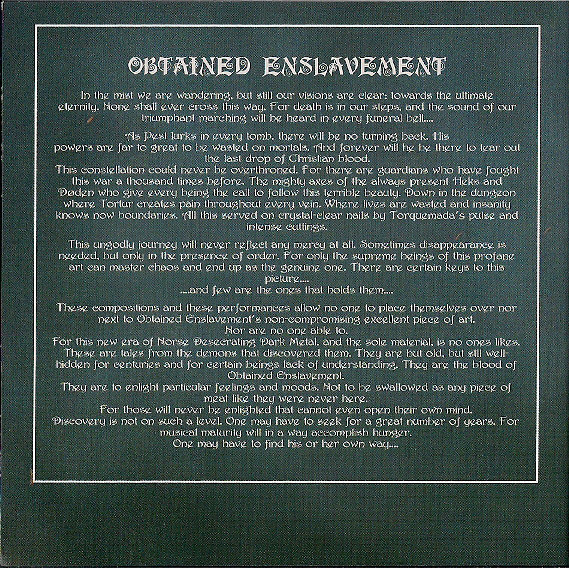 OBTAINED ENSLAVEMENT
In the mist we are wandering, but still our visions are clear; towards the ultimate
eternity. None shall ever cross this way. For death is in our steps, and the sound of our
triumphant marching will be heard in every funeral bell....
As Pest lurks in every tomb, there will be no turning back. His
powers are far to great to be wasted on mortals. And forever will he be there to tear out
the last drop of Christian blood.
This constellation could never be overthroned. For there are guardians who have fought
this war a thousand times before. The mighty axes of the always present Heks and
Døden who give every being the call to follow this terrible beauty. Down in the dungeon
where Tortur creates pain throughout every vein. Where lives are wasted and insanity
knows now boundaries. All this served on crystal-clear nails by Torquemada's pulse and
intense cuttings.
This ungodly journey will never reflect any mercy at all. Sometimes disappearance is
needed, but only in the presence of order. For only the supreme beings of this profane
art can master chaos and end up as the genuine one. There are certain keys to this
picture....
....and few are the ones that holds them....
These compositions and these performances allow no one to place themselves over nor
next to Obtained Enslavement's non-compromising excellent piece of art.
Nor are no one able to.
For this new era of Norse Desecrating Dark Metal, and the sole material, is no ones likes.
These are tales from the demons that discovered them. They are but old, but still well-
hidden for centuries and for certain beings lack of understanding. They are the blood of
Obtained Enslavement.
They are to enlight particular feelings and moods. Not to be swallowed as any piece of
meat like they were never here.
For those will never be enlighted that cannot even open their own mind.
Discovery is not on such a level. One may have to seek for a great number of years. For
musical maturity will in a way accomplish hunger.
One may have to find his or her own way....